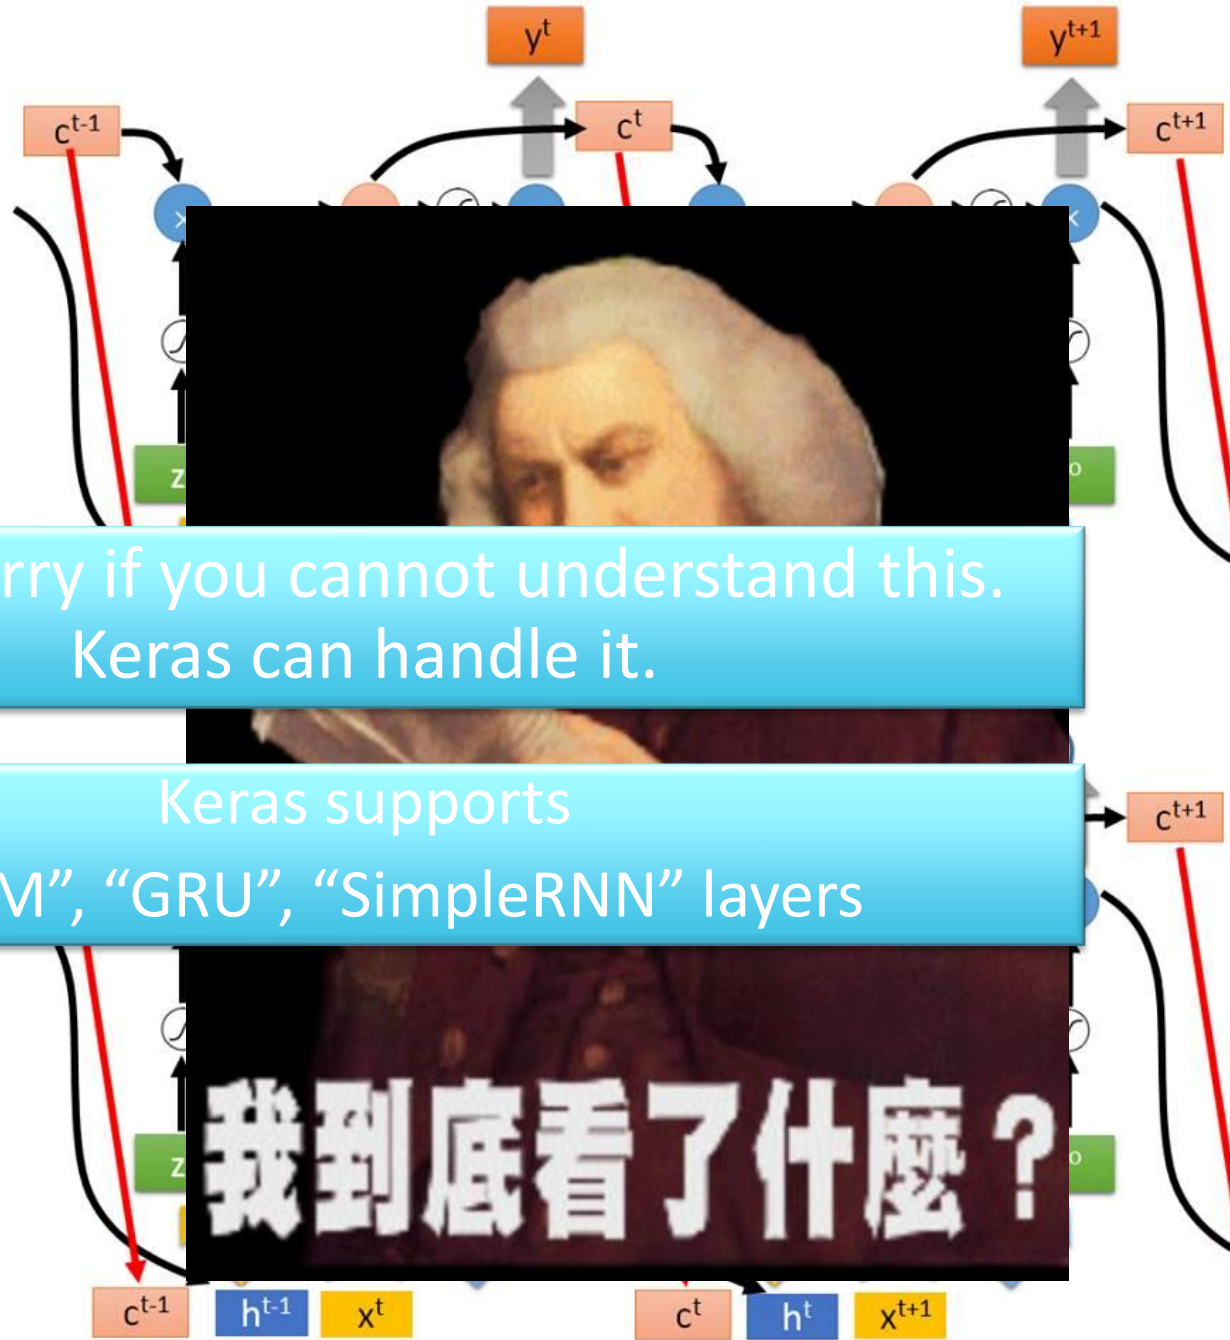 yᵗ
yᵗ⁺¹
cᵗ⁻¹
cᵗ
cᵗ⁺¹
×
×
z
o
rry if you cannot understand this.
Keras can handle it.
Keras supports
M”, “GRU”, “SimpleRNN” layers
cᵗ⁺¹
我到底看了什麼？
z
o
cᵗ⁻¹
hᵗ⁻¹
xᵗ
cᵗ
hᵗ
xᵗ⁺¹